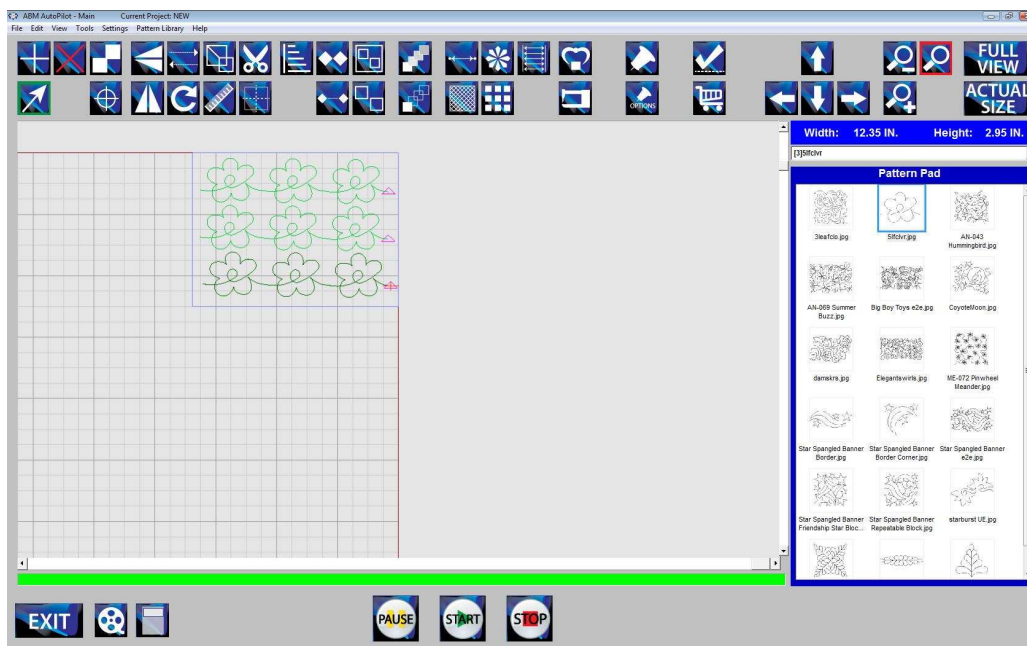 ABM AutoPilot - Main Current Project: NEW
File Edit View Tools Settings Pattern Library Help
FULL VIEW
OPTIONS
ACTUAL SIZE
Width: 12.35 IN. Height: 2.95 IN.
[3]5lfclvr
Pattern Pad
3leafclo.jpg
5lfclvr.jpg
AN-043
Hummingbird.jpg
AN-069 Summer
Buzz.jpg
Big Boy Toys e2e.jpg
CoyoteMoon.jpg
damskrs.jpg
Elegantswirls.jpg
ME-072 Pinwheel
Meander.jpg
Star Spangled Banner
Border.jpg
Star Spangled Banner
Border Corner.jpg
Star Spangled Banner
e2e.jpg
Star Spangled Banner
Friendship Star Bloc...
Star Spangled Banner
Repeatable Block.jpg
starburst UE.jpg
EXIT
PAUSE
START
STOP